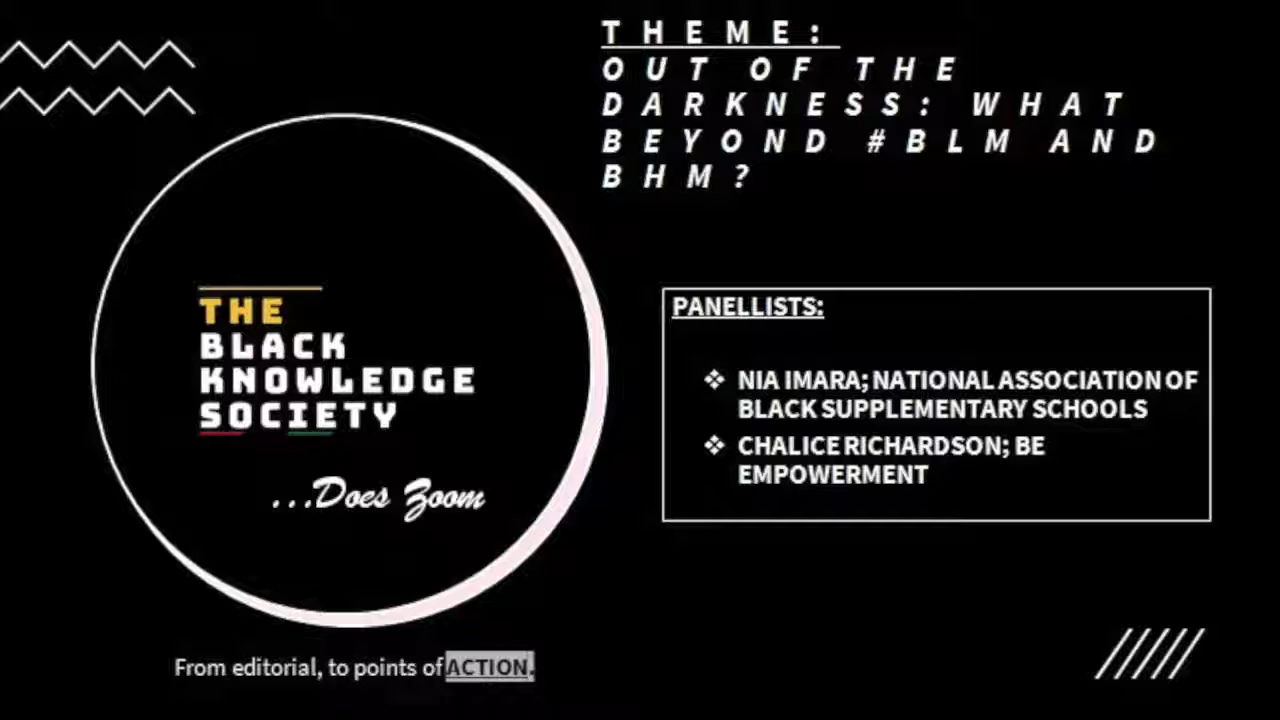 THEME:
OUT OF THE
DARKNESS: WHAT
BEYOND #BLM AND
BHM?
THE
BLACK
KNOWLEDGE
SOCIETY
...Does Zoom
PANELLISTS:
❖ NIA IMARA; NATIONAL ASSOCIATION OF
BLACK SUPPLEMENTARY SCHOOLS
❖ CHALICE RICHARDSON; BE
EMPOWERMENT
From editorial, to points of ACTION.